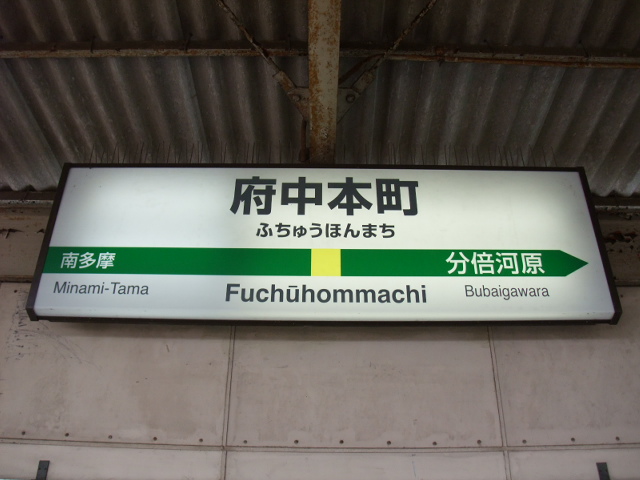 府中本町
ふちゅうほんまち
南多摩 分倍河原
Minami-Tama Fuchūhommachi Bubaigawara